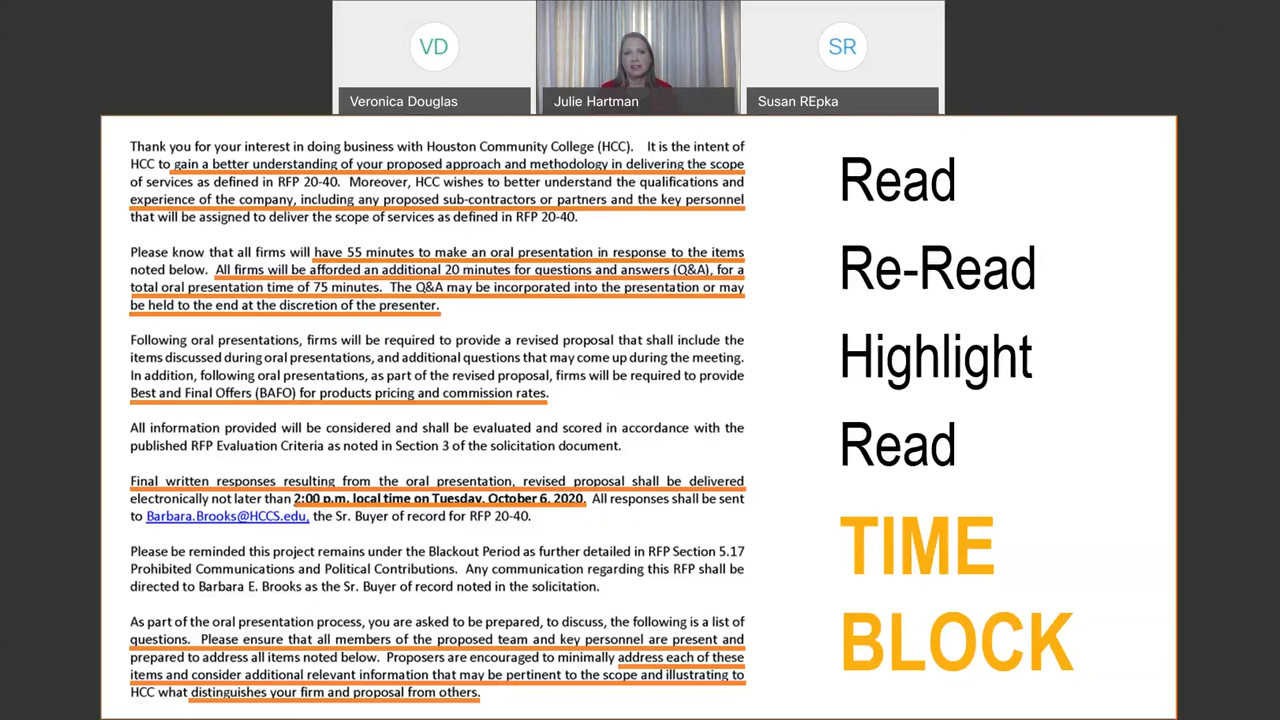 VD
SR
Veronica Douglas
Julie Hartman
Susan REpka
Thank you for your interest in doing business with Houston Community College (HCC). It is the intent of
HCC to gain a better understanding of your proposed approach and methodology in delivering the scope
of services as defined in RFP 20-40. Moreover, HCC wishes to better understand the qualifications and
experience of the company, including any proposed sub-contractors or partners and the key personnel
that will be assigned to deliver the scope of services as defined in RFP 20-40.
Please know that all firms will have 55 minutes to make an oral presentation in response to the items
noted below. All firms will be afforded an additional 20 minutes for questions and answers (Q&A), for a
total oral presentation time of 75 minutes. The Q&A may be incorporated into the presentation or may
be held to the end at the discretion of the presenter.
Following oral presentations, firms will be required to provide a revised proposal that shall include the
items discussed during oral presentations, and additional questions that may come up during the meeting.
In addition, following oral presentations, as part of the revised proposal, firms will be required to provide
Best and Final Offers (BAFO) for products pricing and commission rates.
All information provided will be considered and shall be evaluated and scored in accordance with the
published RFP Evaluation Criteria as noted in Section 3 of the solicitation document.
Final written responses resulting from the oral presentation, revised proposal shall be delivered
electronically not later than 2:00 p.m. local time on Tuesday, October 6, 2020. All responses shall be sent
to Barbara.Brooks@HCCS.edu, the Sr. Buyer of record for RFP 20-40.
Please be reminded this project remains under the Blackout Period as further detailed in RFP Section 5.17
Prohibited Communications and Political Contributions. Any communication regarding this RFP shall be
directed to Barbara E. Brooks as the Sr. Buyer of record noted in the solicitation.
As part of the oral presentation process, you are asked to be prepared, to discuss, the following is a list of
questions. Please ensure that all members of the proposed team and key personnel are present and
prepared to address all items noted below. Proposers are encouraged to minimally address each of these
items and consider additional relevant information that may be pertinent to the scope and illustrating to
HCC what distinguishes your firm and proposal from others.
Read
Re-Read
Highlight
Read
TIME
BLOCK